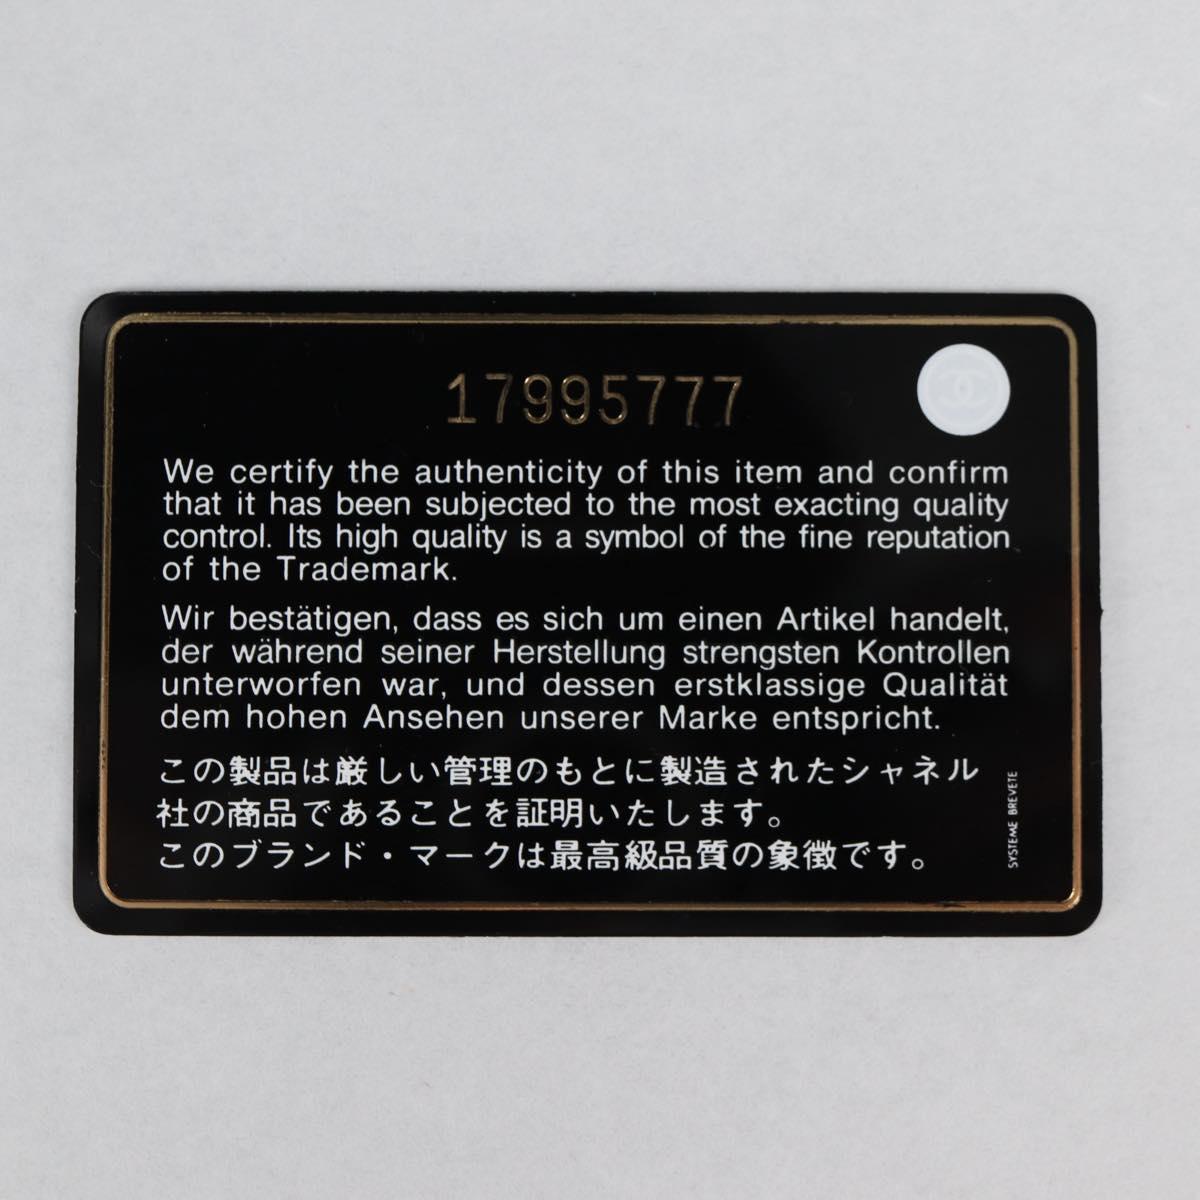 17995777
We certify the authenticity of this item and confirm
that it has been subjected to the most exacting quality
control. Its high quality is a symbol of the fine reputation
of the Trademark.
Wir bestätigen, dass es sich um einen Artikel handelt,
der während seiner Herstellung strengsten Kontrollen
unterworfen war, und dessen erstklassige Qualität
dem hohen Ansehen unserer Marke entspricht.
この製品は厳しい管理のもとに製造されたシャネル
社の商品であることを証明いたします。
このブランド・マークは最高級品質の象徴です。
SYSTEME BREVETE